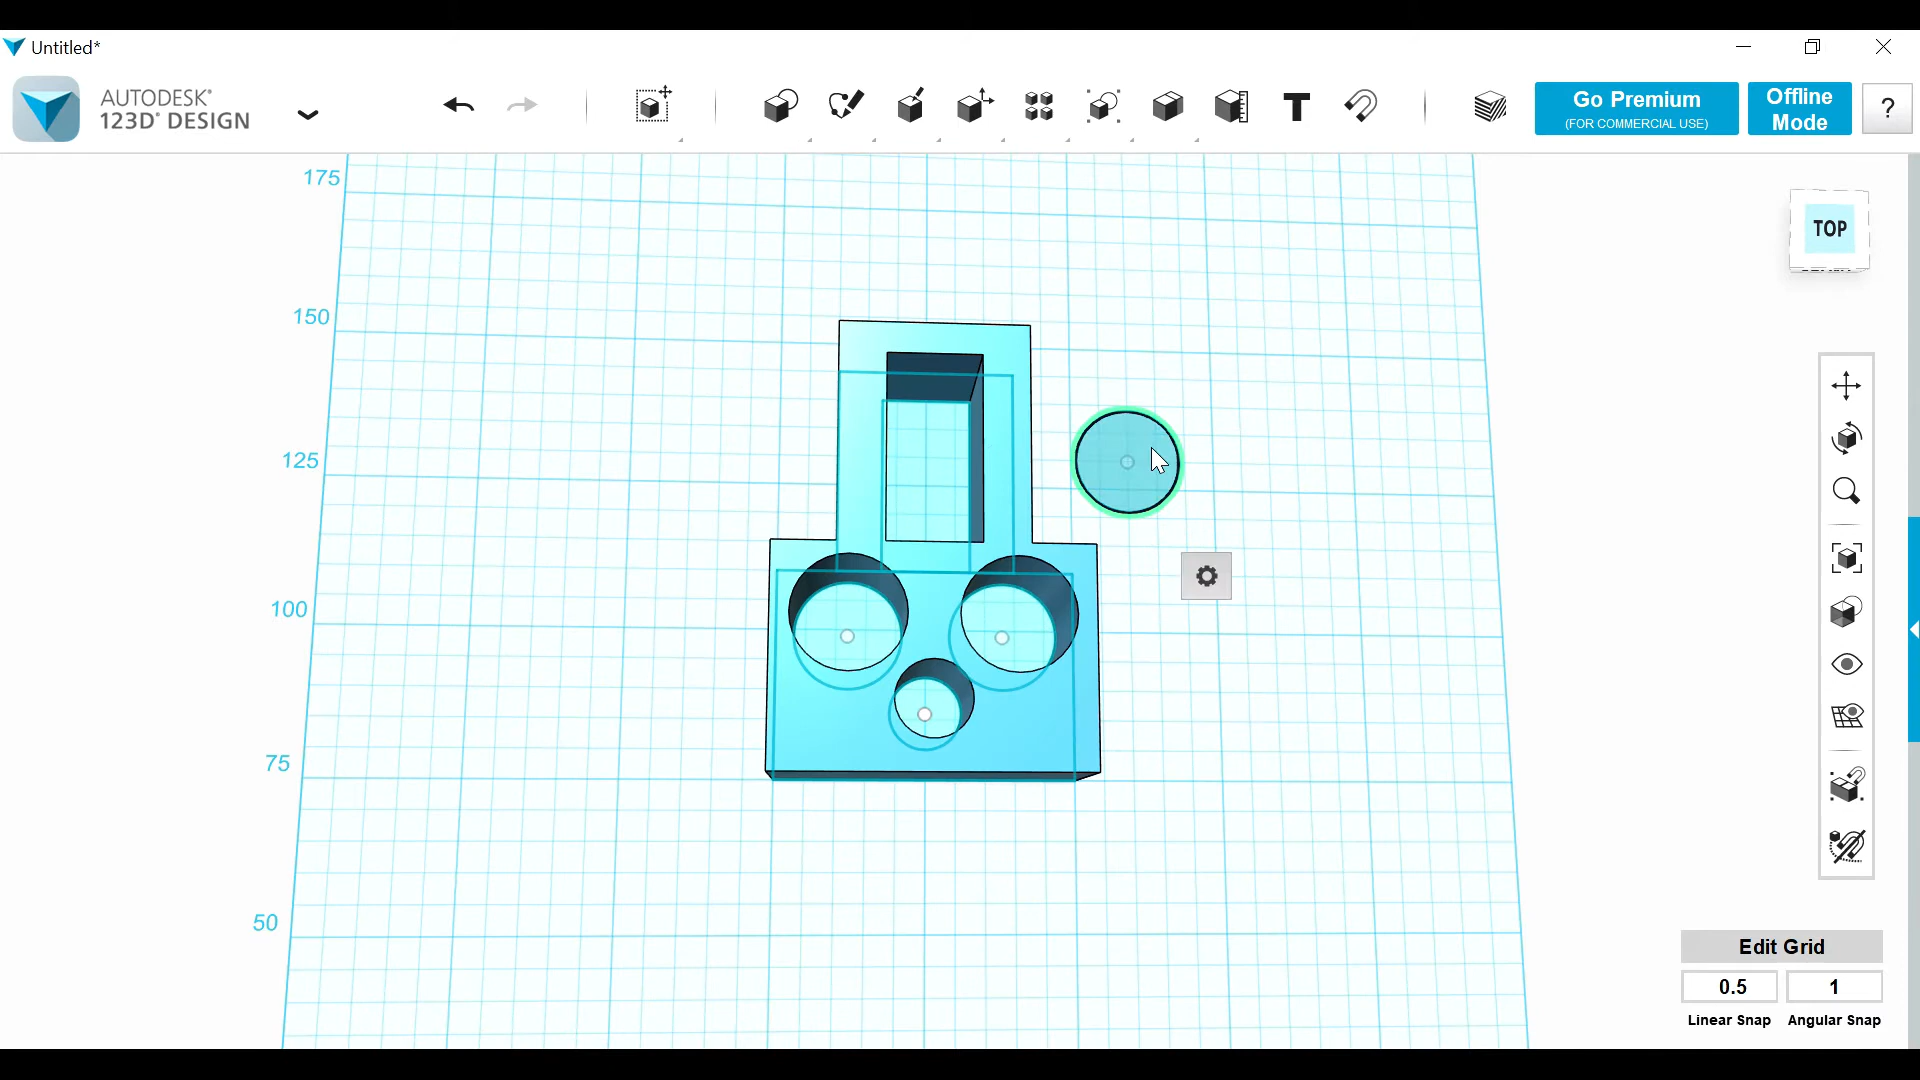 Untitled*
AUTODESK®
123D® DESIGN
T
Go Premium
(FOR COMMERCIAL USE)
Offline
Mode
?
175
TOP
150
125
100
75
50
Edit Grid
0.5
1
Linear Snap
Angular Snap